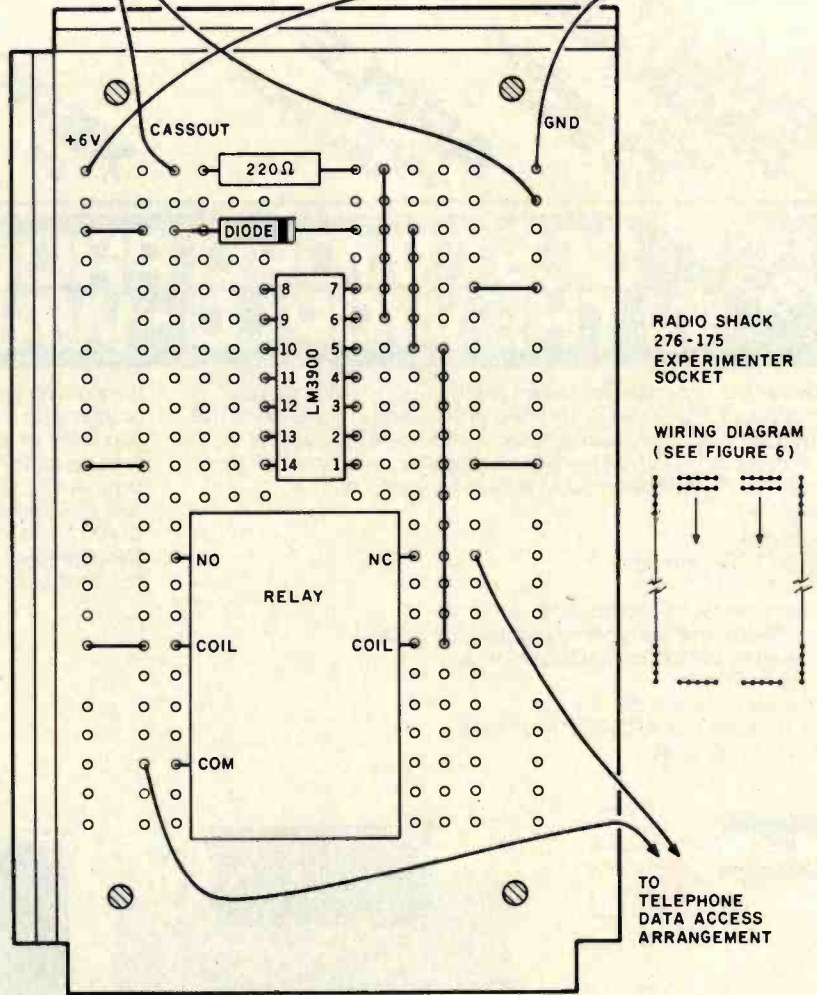 +6V
CASSOUT
GND
220Ω
DIODE
8 7
9 6
10 5
11 4
12 3
13 2
14 1
LM3900
RADIO SHACK
276-175
EXPERIMENTER
SOCKET
WIRING DIAGRAM
(SEE FIGURE 6)
NO
NC
RELAY
COIL
COIL
COM
TO
TELEPHONE
DATA ACCESS
ARRANGEMENT